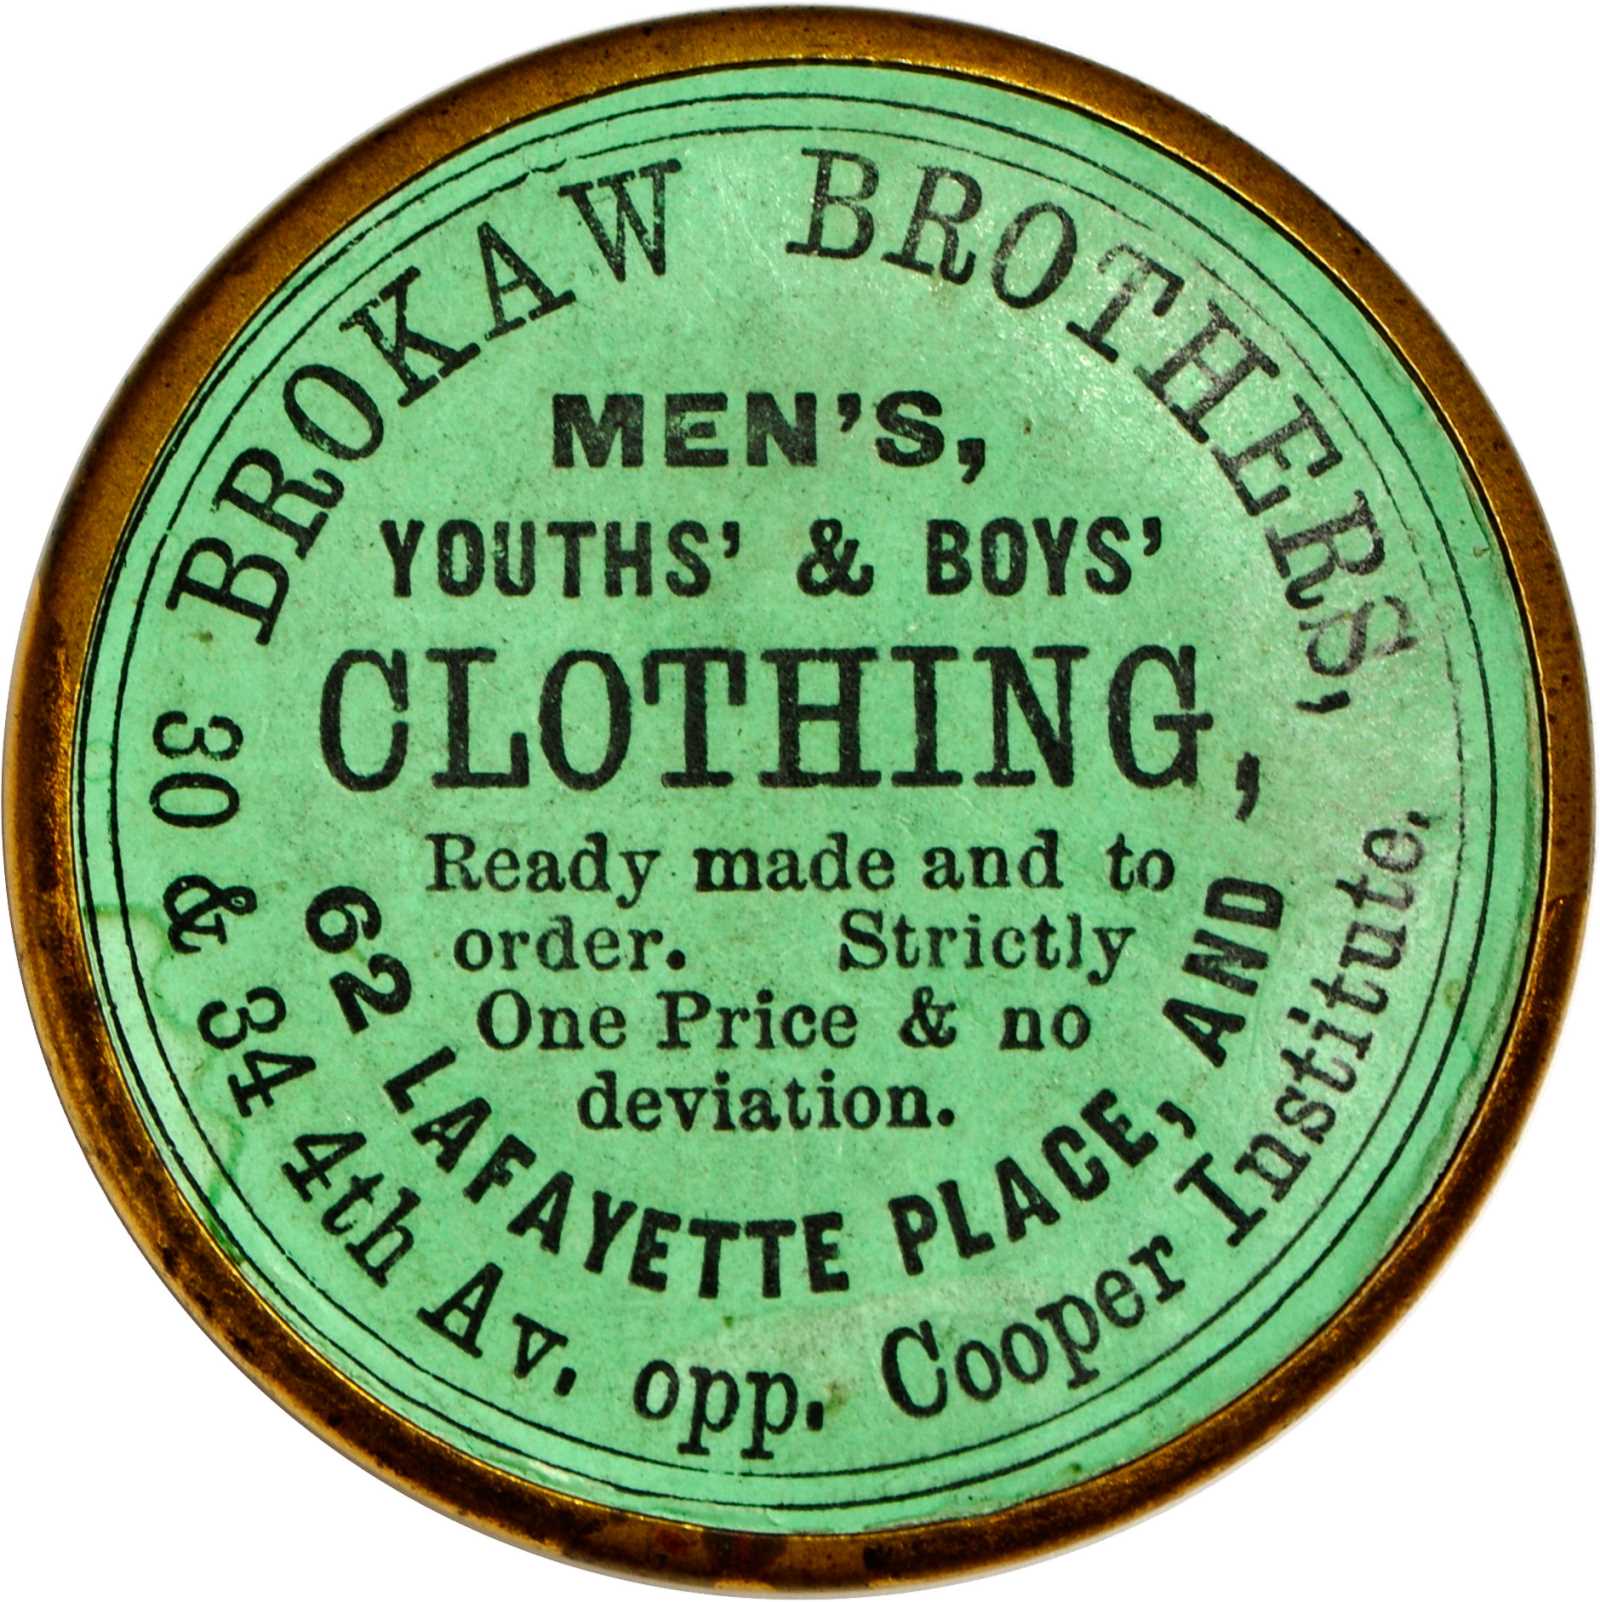 BROKAW BROTHERS,
MEN'S,
YOUTHS' & BOYS'
CLOTHING,
Ready made and to
order. Strictly
One Price & no
deviation.
62 LAFAYETTE PLACE, AND
30 & 34 4th Av. opp. Cooper Institute.